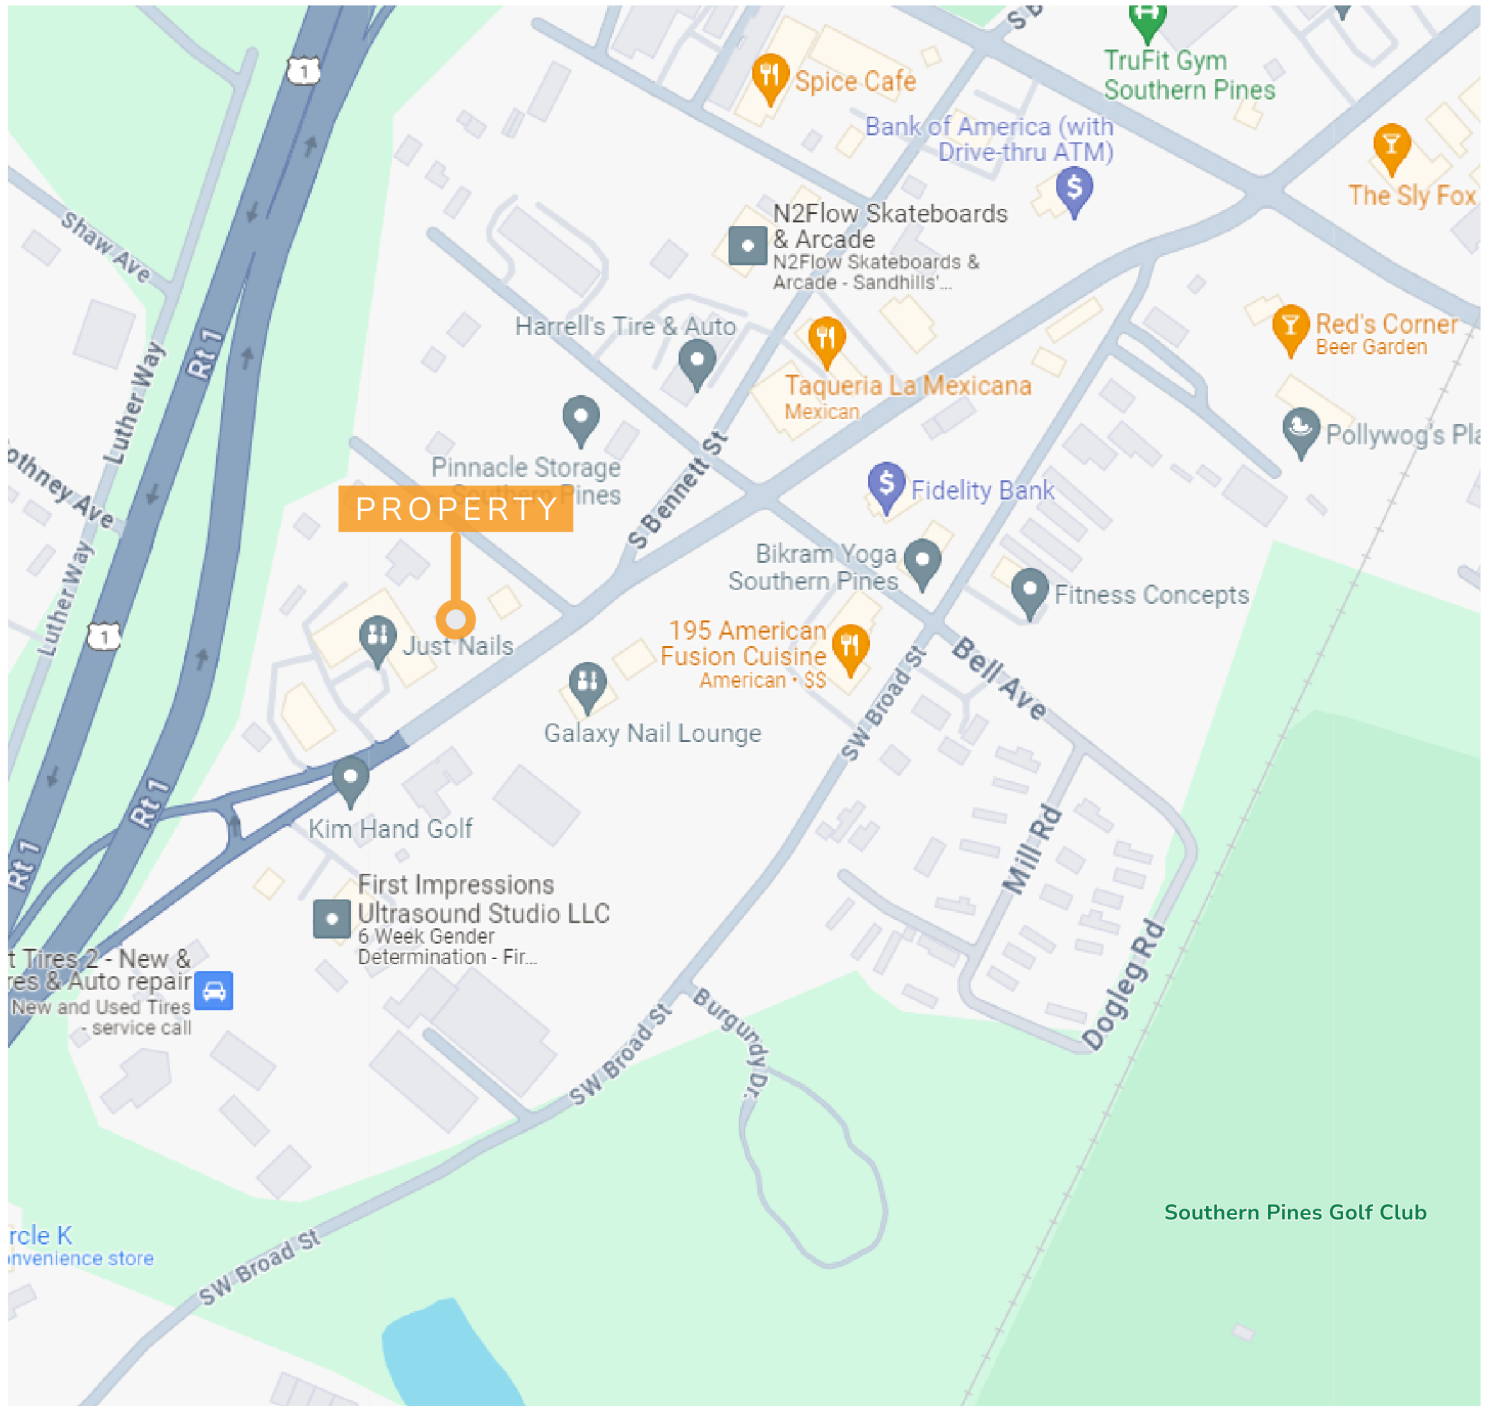 S B
1
TruFit Gym
Southern Pines
Spice Cafe
Bank of America (with
Drive-thru ATM)
$
The Sly Fox
N2Flow Skateboards
& Arcade
N2Flow Skateboards &
Arcade - Sandhills'...
Shaw Ave
Rt 1
Harrell's Tire & Auto
Red's Corner
Beer Garden
Taqueria La Mexicana
Mexican
Luther Way
Pollywog's Pla
Pinnacle Storage
Southern Pines
othney Ave
S Bennett St
$
Fidelity Bank
PROPERTY
Bikram Yoga
Southern Pines
Fitness Concepts
Luther Way
1
Just Nails
195 American
Fusion Cuisine
American · $$
Bell Ave
SW Broad St
Galaxy Nail Lounge
Rt 1
Kim Hand Golf
Mill Rd
Rt 1
First Impressions
Ultrasound Studio LLC
6 Week Gender
Determination - Fir...
t Tires 2 - New &
res & Auto repair
New and Used Tires
- service call
Dogleg Rd
Burgundy Dr.
SW Broad St
Southern Pines Golf Club
rcle K
onvenience store
SW Broad St